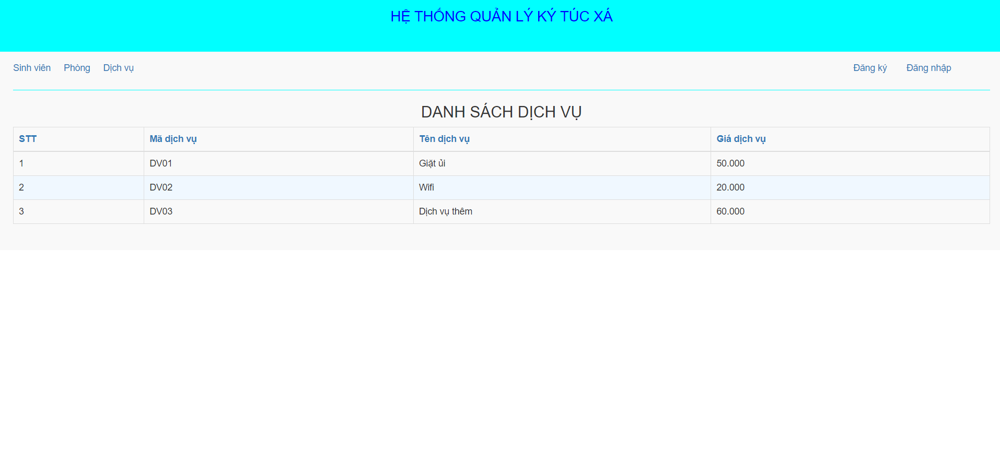 HỆ THỐNG QUẢN LÝ KÝ TÚC XÁ
Sinh viên Phòng Dịch vụ Đăng ký Đăng nhập
DANH SÁCH DỊCH VỤ
STT Mã dịch vụ Tên dịch vụ Giá dịch vụ
1 DV01 Giặt ủi 50.000
2 DV02 Wifi 20.000
3 DV03 Dịch vụ thêm 60.000